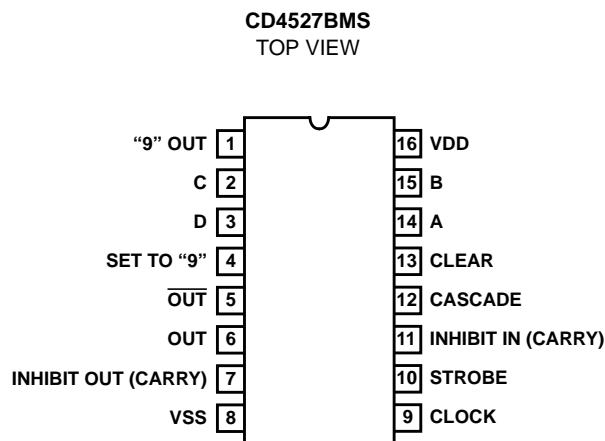 CD4527BMS
TOP VIEW
“9” OUT 1 16 VDD
C 2 15 B
D 3 14 A
SET TO “9” 4 13 CLEAR
OUT 5 12 CASCADE
OUT 6 11 INHIBIT IN (CARRY)
INHIBIT OUT (CARRY) 7 10 STROBE
VSS 8 9 CLOCK